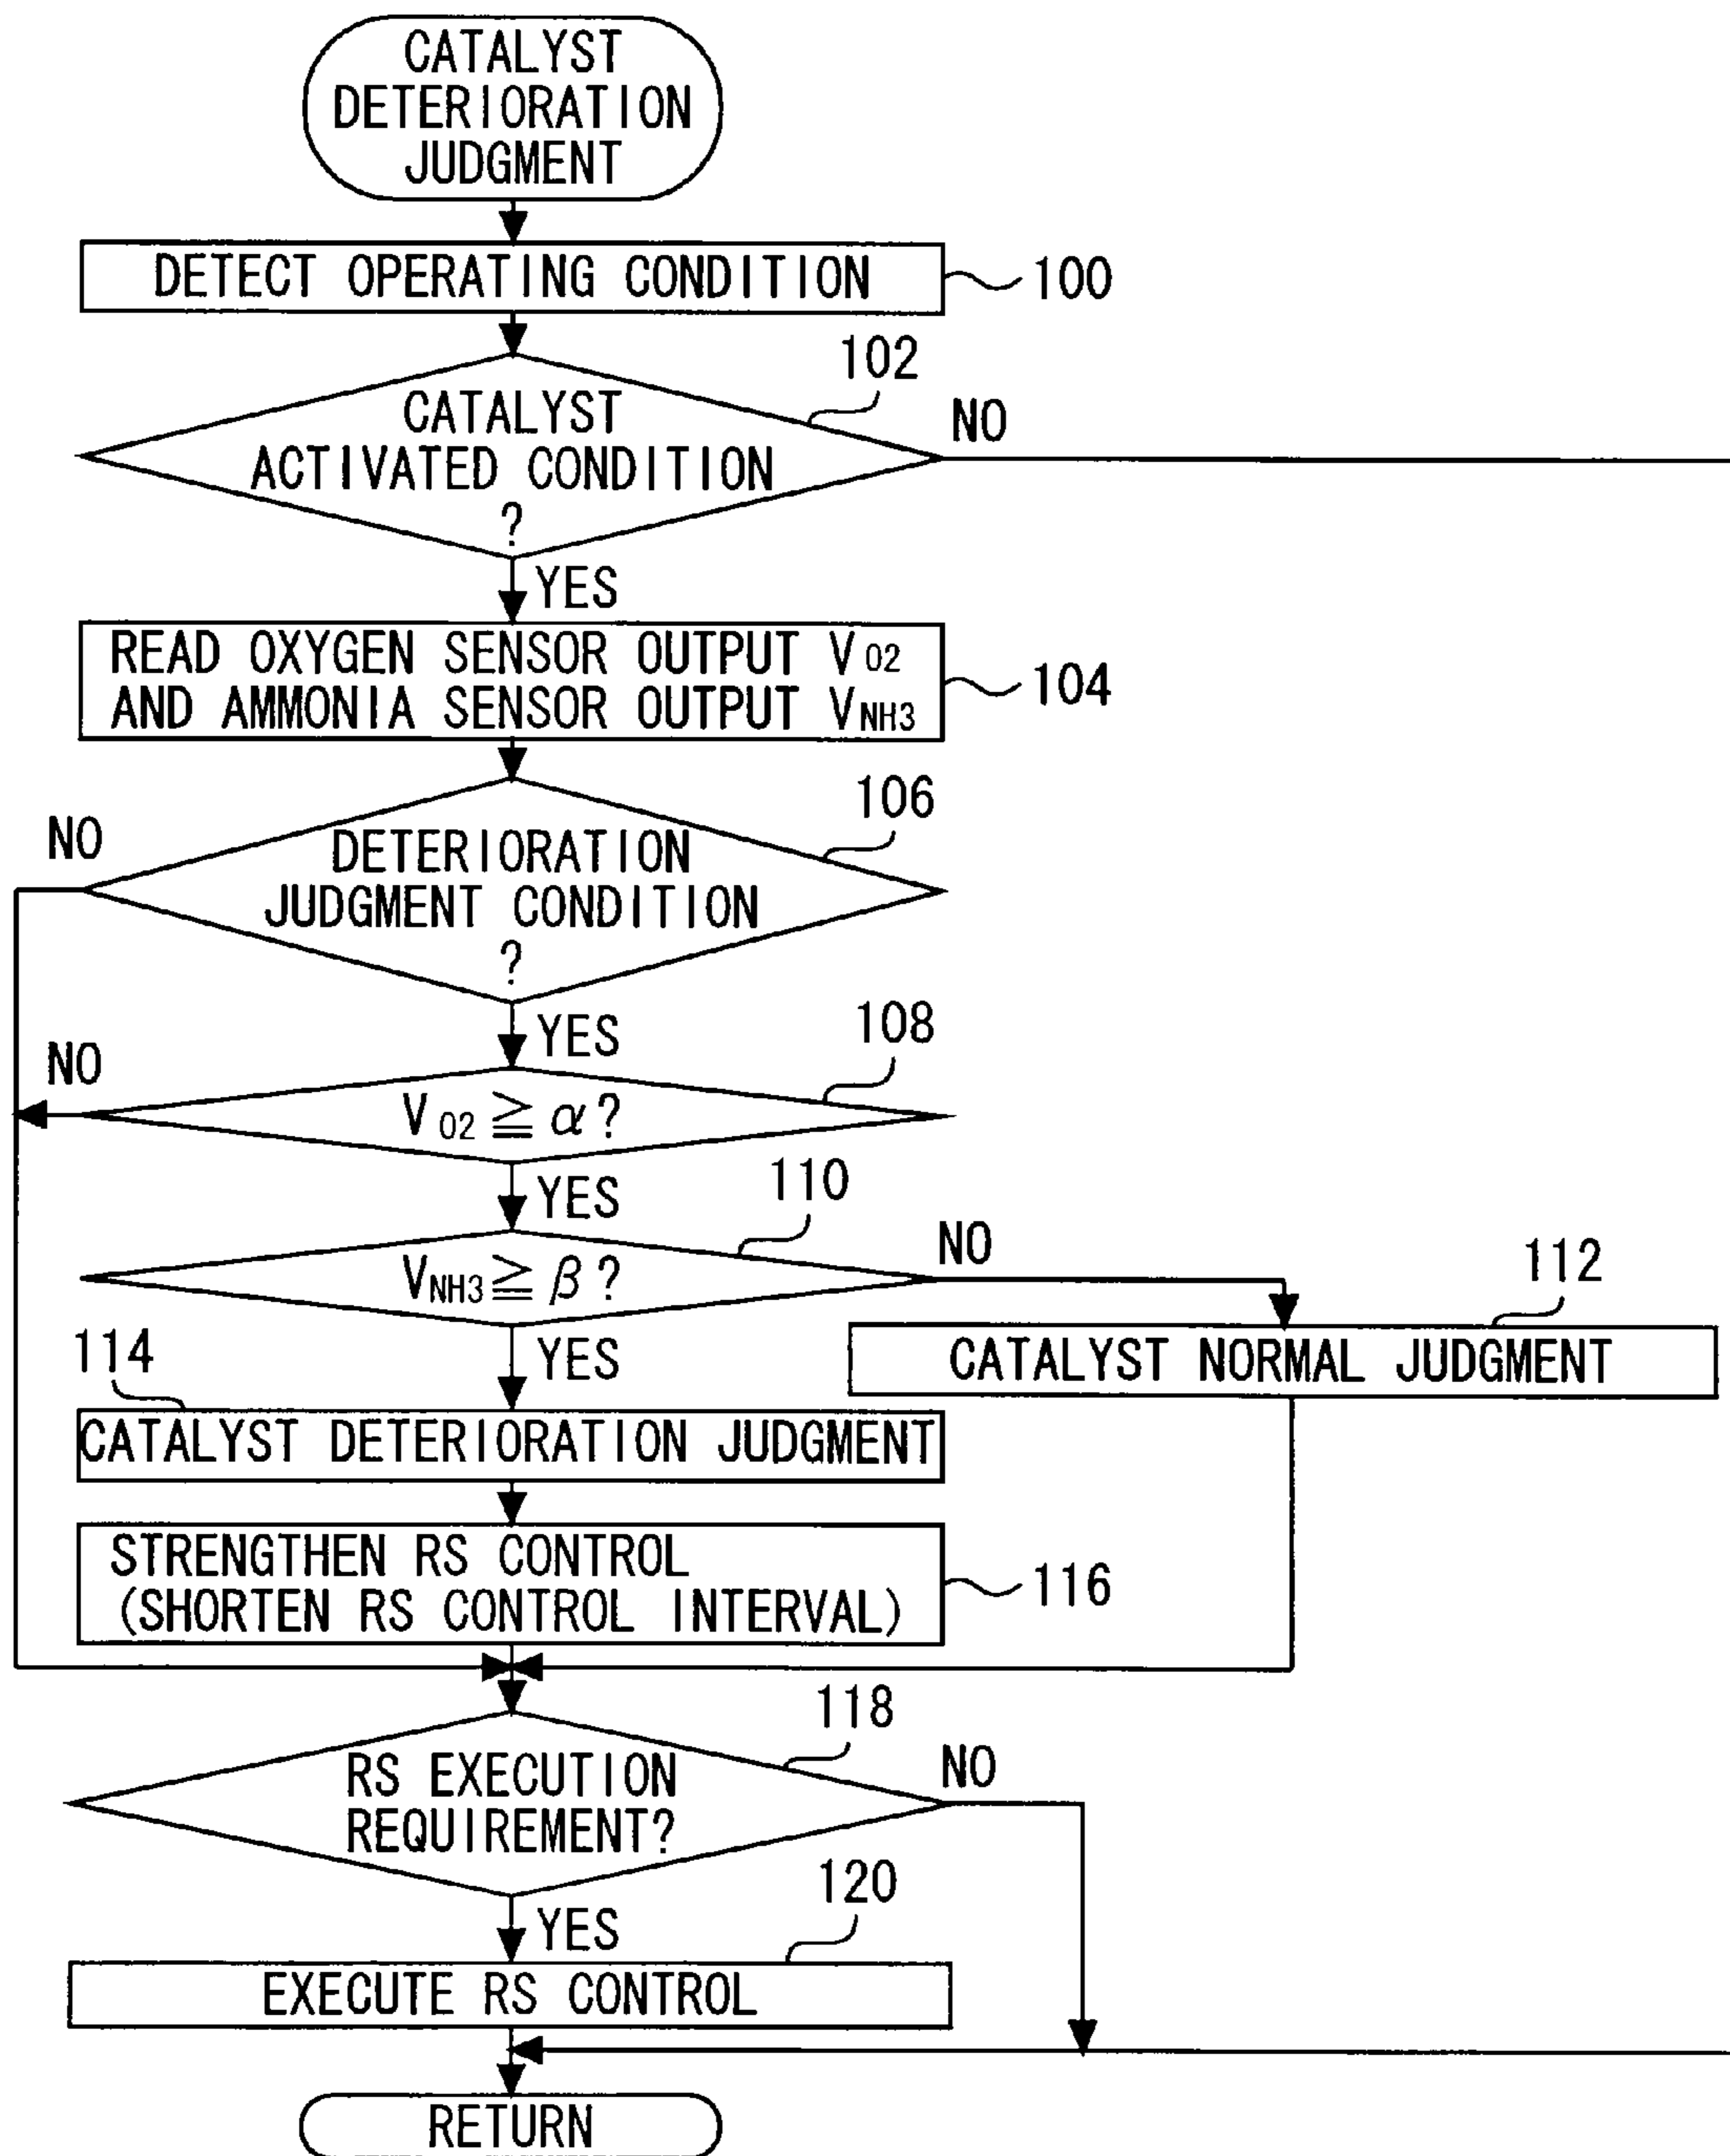 CATALYST
DETERIORATION
JUDGMENT
DETECT OPERATING CONDITION
100
102
CATALYST
ACTIVATED CONDITION
?
NO
YES
READ OXYGEN SENSOR OUTPUT VO2
AND AMMONIA SENSOR OUTPUT VNH3
104
106
NO
DETERIORATION
JUDGMENT CONDITION
?
YES
108
NO
VO2 ≧ α?
YES
110
VNH3 ≧ β?
NO
112
CATALYST NORMAL JUDGMENT
YES
114
CATALYST DETERIORATION JUDGMENT
STRENGTHEN RS CONTROL
(SHORTEN RS CONTROL INTERVAL)
116
118
RS EXECUTION
REQUIREMENT?
NO
YES
120
EXECUTE RS CONTROL
RETURN